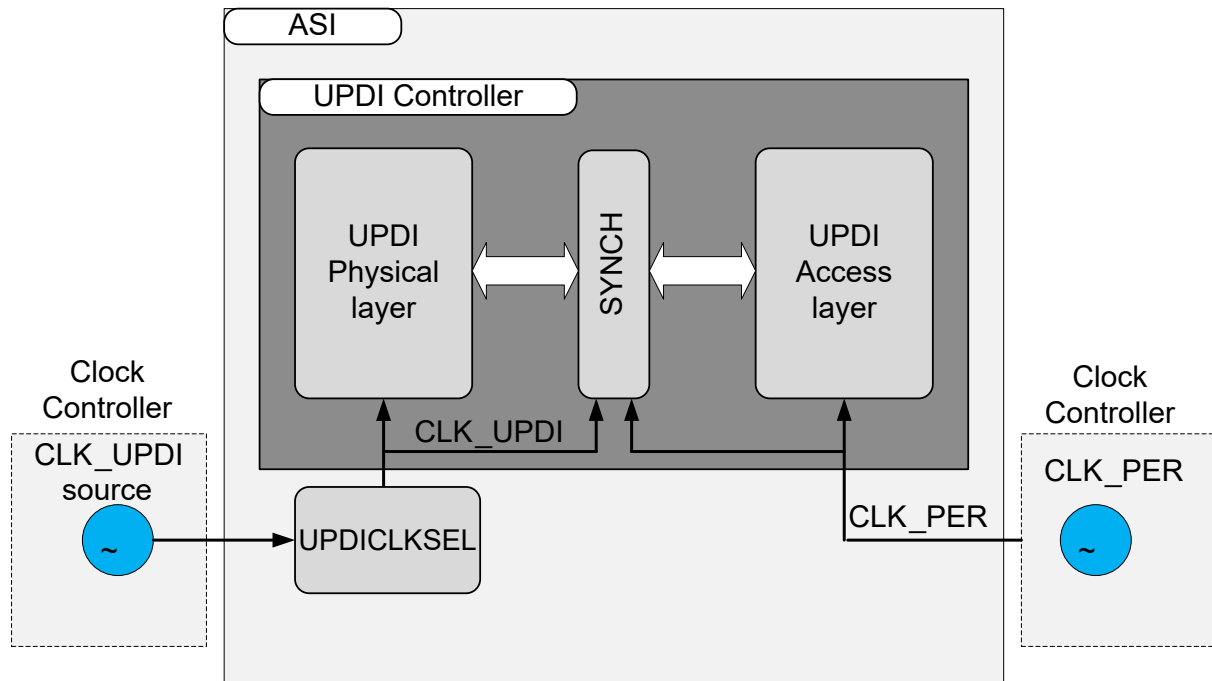 ASI
UPDI Controller
UPDI
Physical
layer
SYNCH
UPDI
Access
layer
Clock
Controller
CLK_UPDI
source
~
CLK_UPDI
UPDICLKSEL
CLK_PER
Clock
Controller
CLK_PER
~